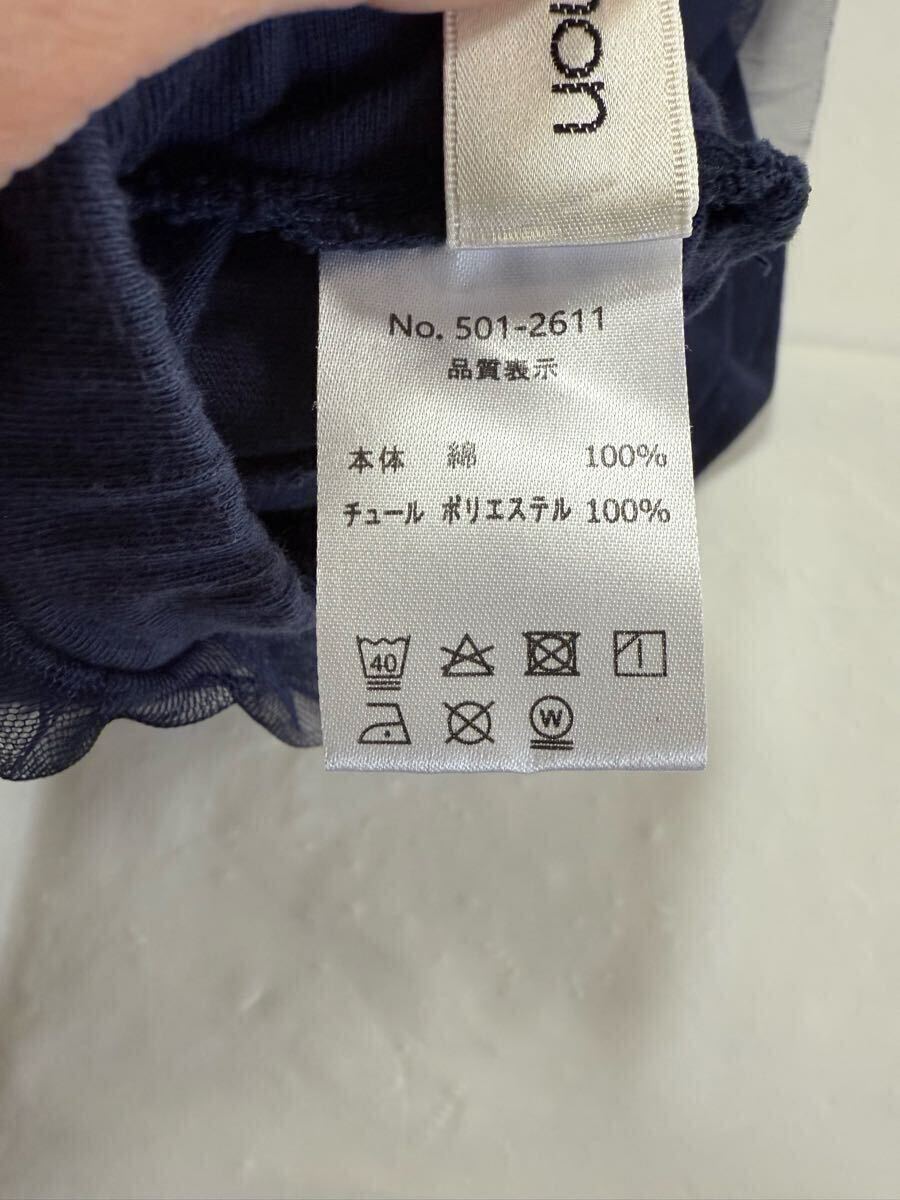 No. 501-2611
品質表示
本体 綿 100%
チュール ポリエステル 100%
40
W